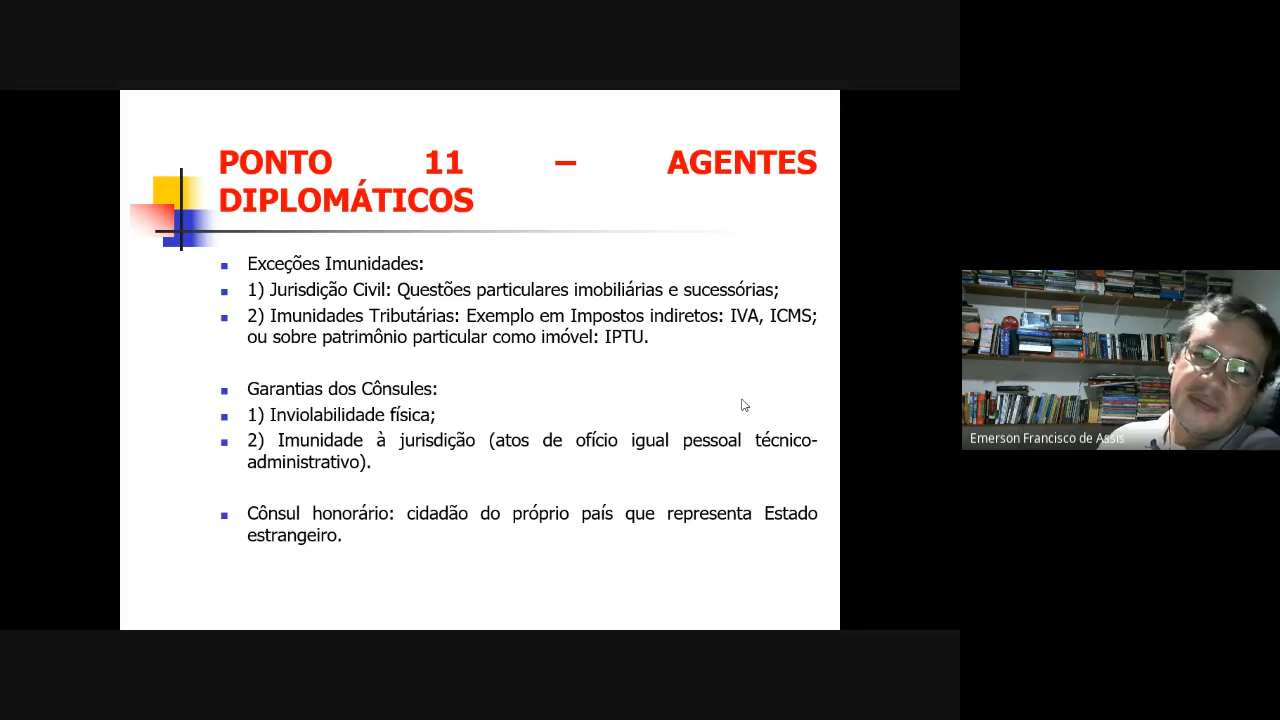 PONTO 11 – AGENTES
DIPLOMÁTICOS
Exceções Imunidades:
1) Jurisdição Civil: Questões particulares imobiliárias e sucessórias;
2) Imunidades Tributárias: Exemplo em Impostos indiretos: IVA, ICMS;
ou sobre patrimônio particular como imóvel: IPTU.
Garantias dos Cônsules:
1) Inviolabilidade física;
2) Imunidade à jurisdição (atos de ofício igual pessoal técnico-
administrativo).
Cônsul honorário: cidadão do próprio país que representa Estado
estrangeiro.
Emerson Francisco de Assis